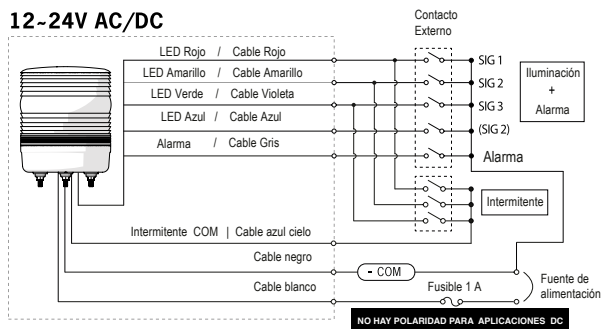 12~24V AC/DC
Contacto
Externo
LED Rojo / Cable Rojo
SIG 1
LED Amarillo / Cable Amarillo
SIG 2
LED Verde / Cable Violeta
SIG 3
LED Azul / Cable Azul
(SIG 2)
Alarma / Cable Gris
Alarma
Iluminación
+
Alarma
Intermitente
Intermitente COM | Cable azul cielo
Cable negro
- COM
Cable blanco
Fusible 1 A
Fuente de
alimentación
NO HAY POLARIDAD PARA APLICACIONES DC